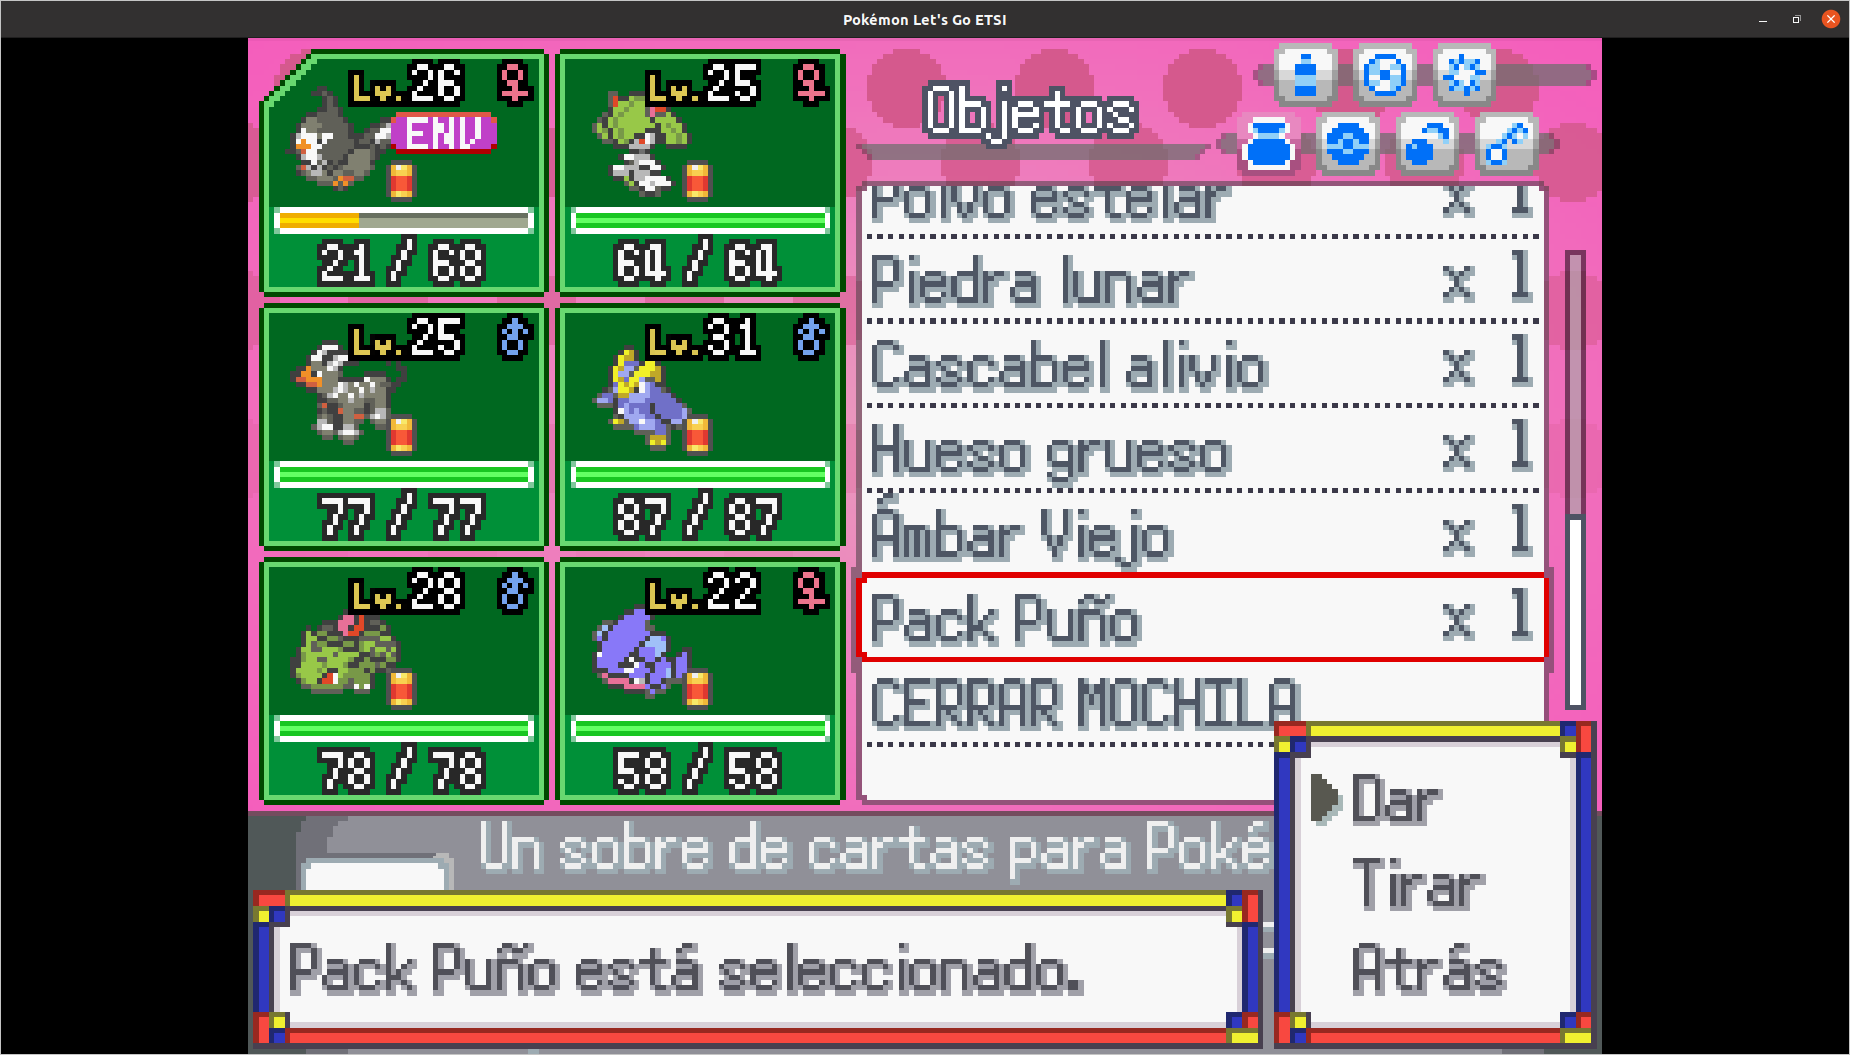 Pokémon Let's Go ETSI
Lv.26 ♀
ENV
21 / 68
Lv.25 ♀
64 / 64
Lv.25 ♂
77 / 77
Lv.31 ♂
87 / 87
Lv.28 ♂
78 / 78
Lv.22 ♀
58 / 58
Objetos
Polvo estelar x 1
Piedra lunar x 1
Cascabel alivio x 1
Hueso grueso x 1
Ámbar Viejo x 1
Pack Puño x 1
CERRAR MOCHILA
Un sobre de cartas para Poké
Pack Puño está seleccionado.
Dar
Tirar
Atrás